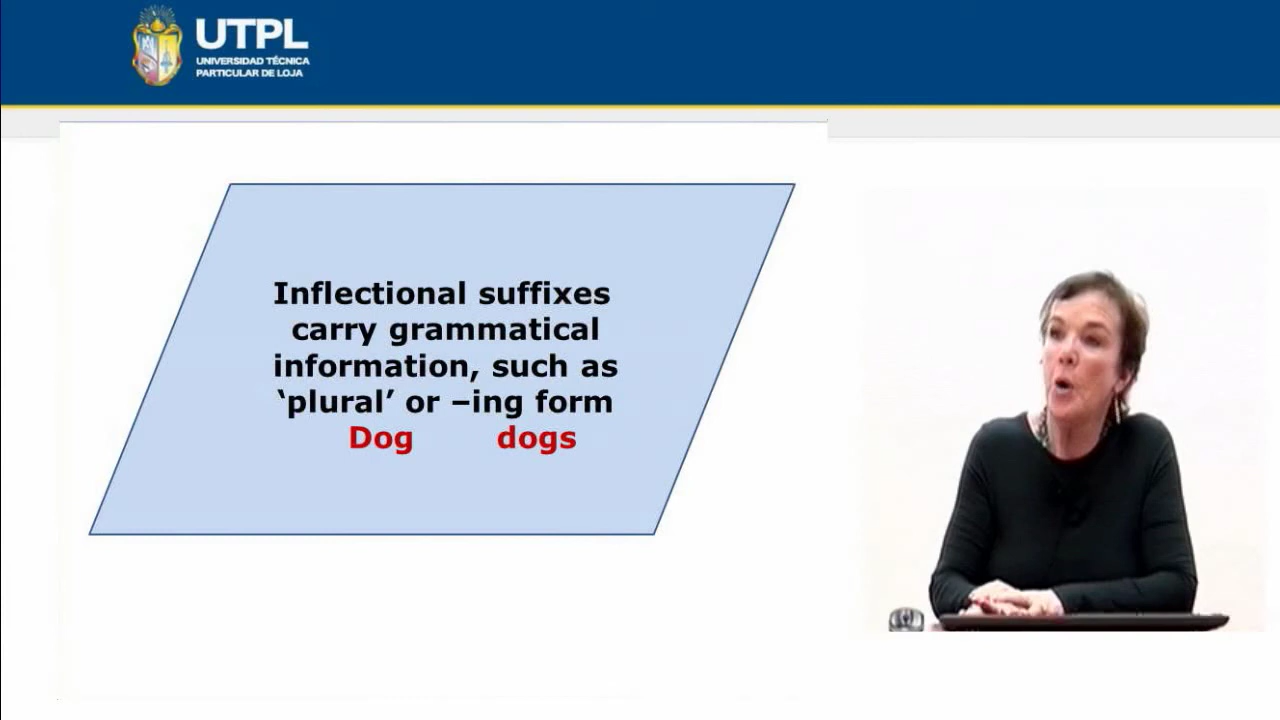 UTPL
UNIVERSIDAD TÉCNICA
PARTICULAR DE LOJA
Inflectional suffixes
carry grammatical
information, such as
‘plural’ or –ing form
Dog dogs